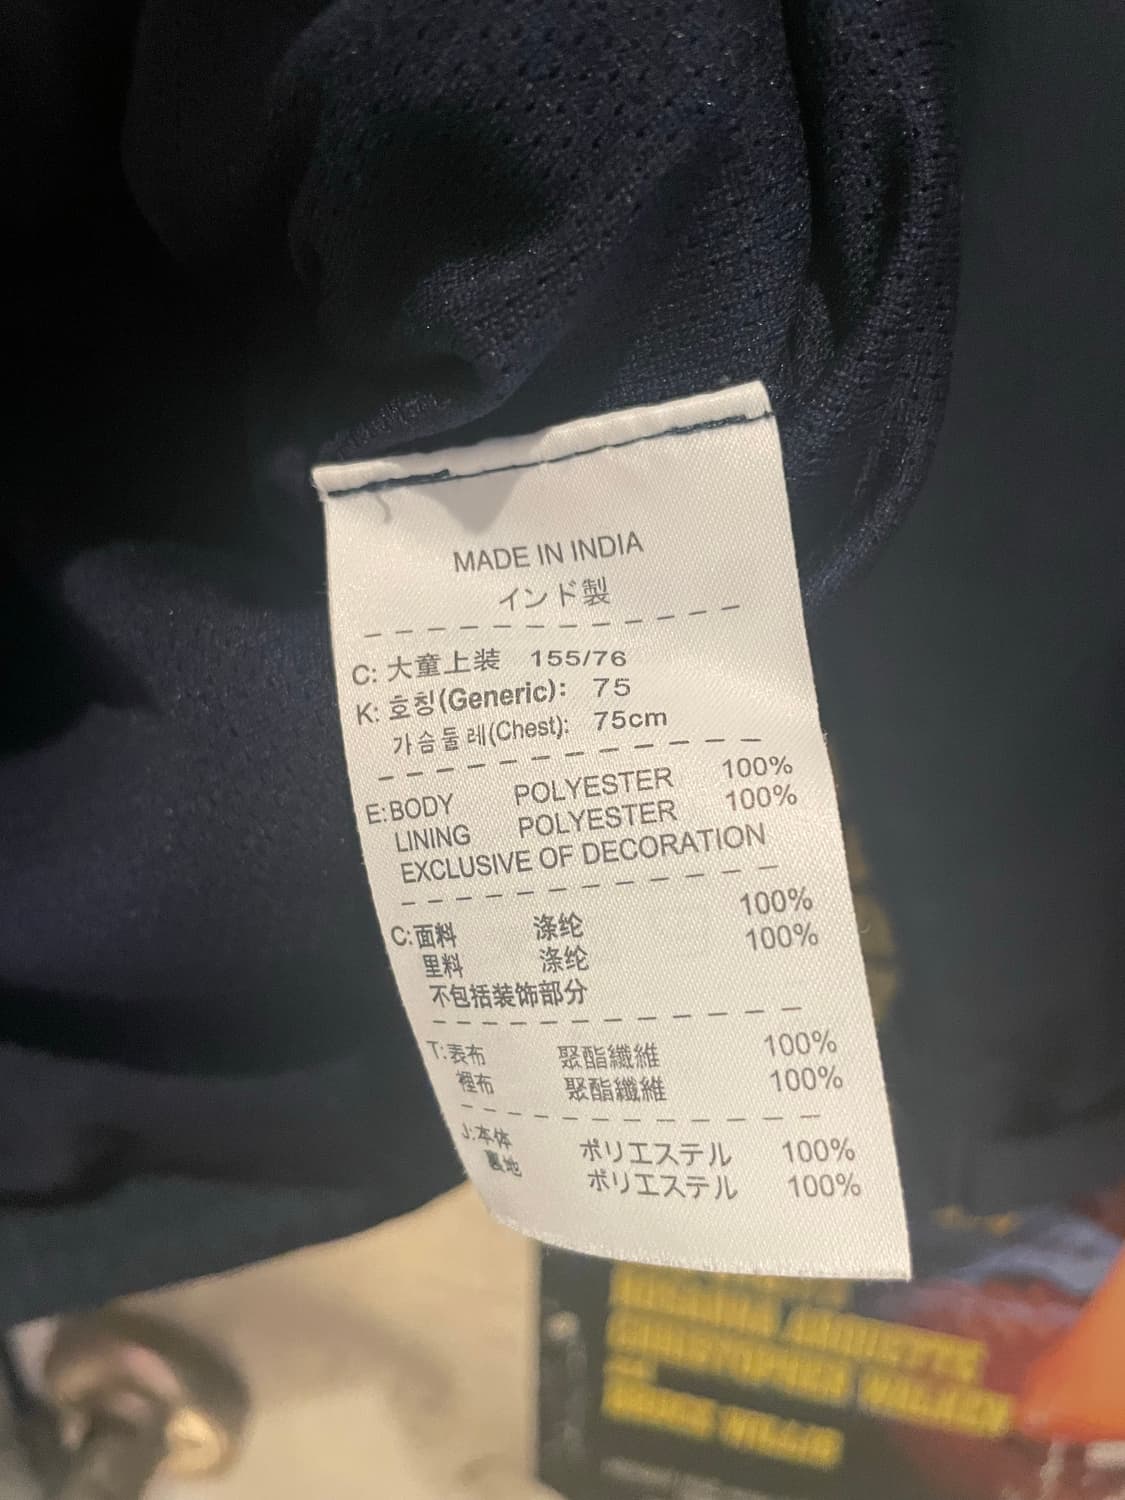 MADE IN INDIA
インド製
C: 大童上装 155/76
K: 호칭(Generic): 75
가슴둘레(Chest): 75cm
E:BODY POLYESTER 100%
LINING POLYESTER 100%
EXCLUSIVE OF DECORATION
C:面料 涤纶 100%
里料 涤纶 100%
不包括装饰部分
T:表布 聚酯纖維 100%
裡布 聚酯纖維 100%
J:本体 ポリエステル 100%
裏地 ポリエステル 100%
ROSANNA ARQUETTE
CHRISTOPHER WALKEN
BRUCE WILLIS